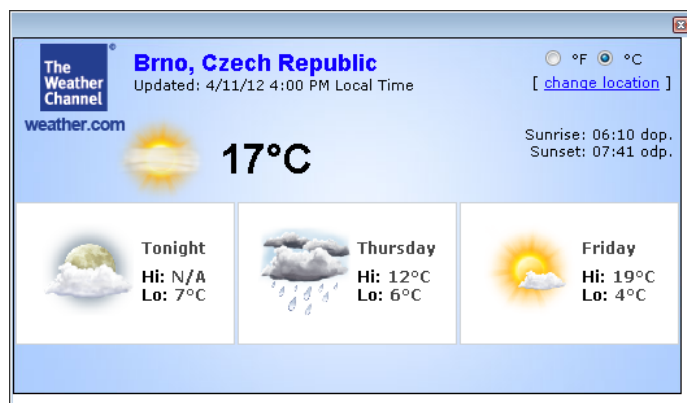 The
Weather
Channel
®
weather.com
Brno, Czech Republic
Updated: 4/11/12 4:00 PM Local Time
°F °C
[ change location ]
17°C
Sunrise: 06:10 dop.
Sunset: 07:41 odp.
Tonight
Hi: N/A
Lo: 7°C
Thursday
Hi: 12°C
Lo: 6°C
Friday
Hi: 19°C
Lo: 4°C